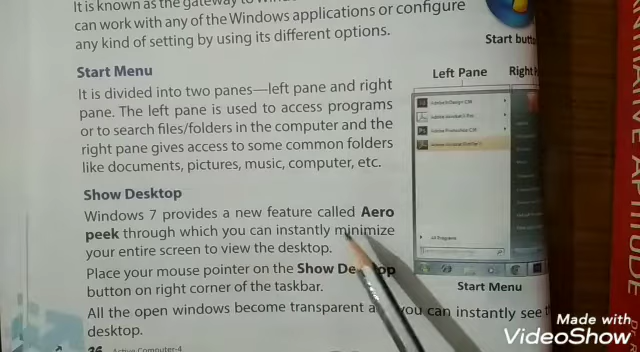 It is known as the gateway to
can work with any of the Windows applications or configure
any kind of setting by using its different options.
Start
Start Menu
Left Pane
Right
It is divided into two panes—left pane and right
pane. The left pane is used to access programs
or to search files/folders in the computer and the
right pane gives access to some common folders
like documents, pictures, music, computer, etc.
All Programs
Show Desktop
Windows 7 provides a new feature called Aero
peek through which you can instantly minimize
your entire screen to view the desktop.
Place your mouse pointer on the Show
button on right corner of the taskbar.
Start Menu
All the open windows become transparent you can instantly see
desktop.
26 Active Computer-4
APTITUDE
Made with
VideoShow